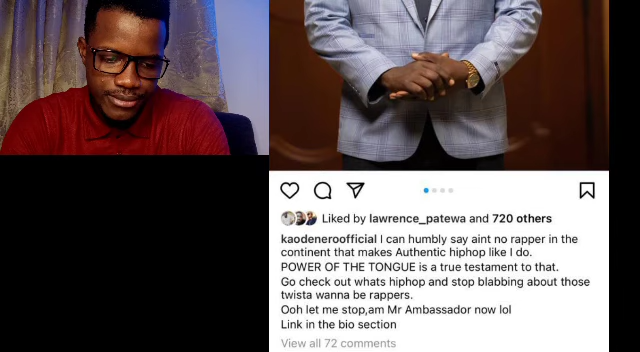 Liked by lawrence_patewa and 720 others
kaodeneroofficial I can humbly say aint no rapper in the
continent that makes Authentic hiphop like I do.
POWER OF THE TONGUE is a true testament to that.
Go check out whats hiphop and stop blabbing about those
twista wanna be rappers.
Ooh let me stop,am Mr Ambassador now lol
Link in the bio section
View all 72 comments